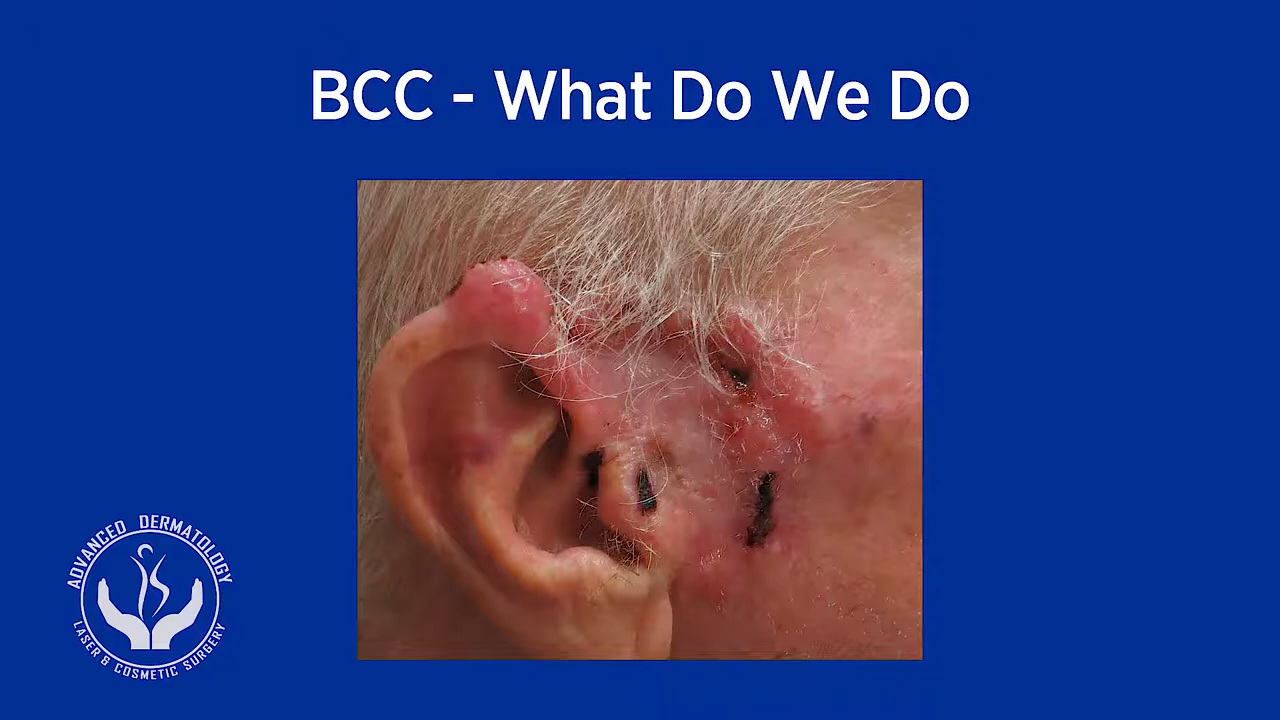 BCC - What Do We Do
ADVANCED DERMATOLOGY
LASER & COSMETIC SURGERY